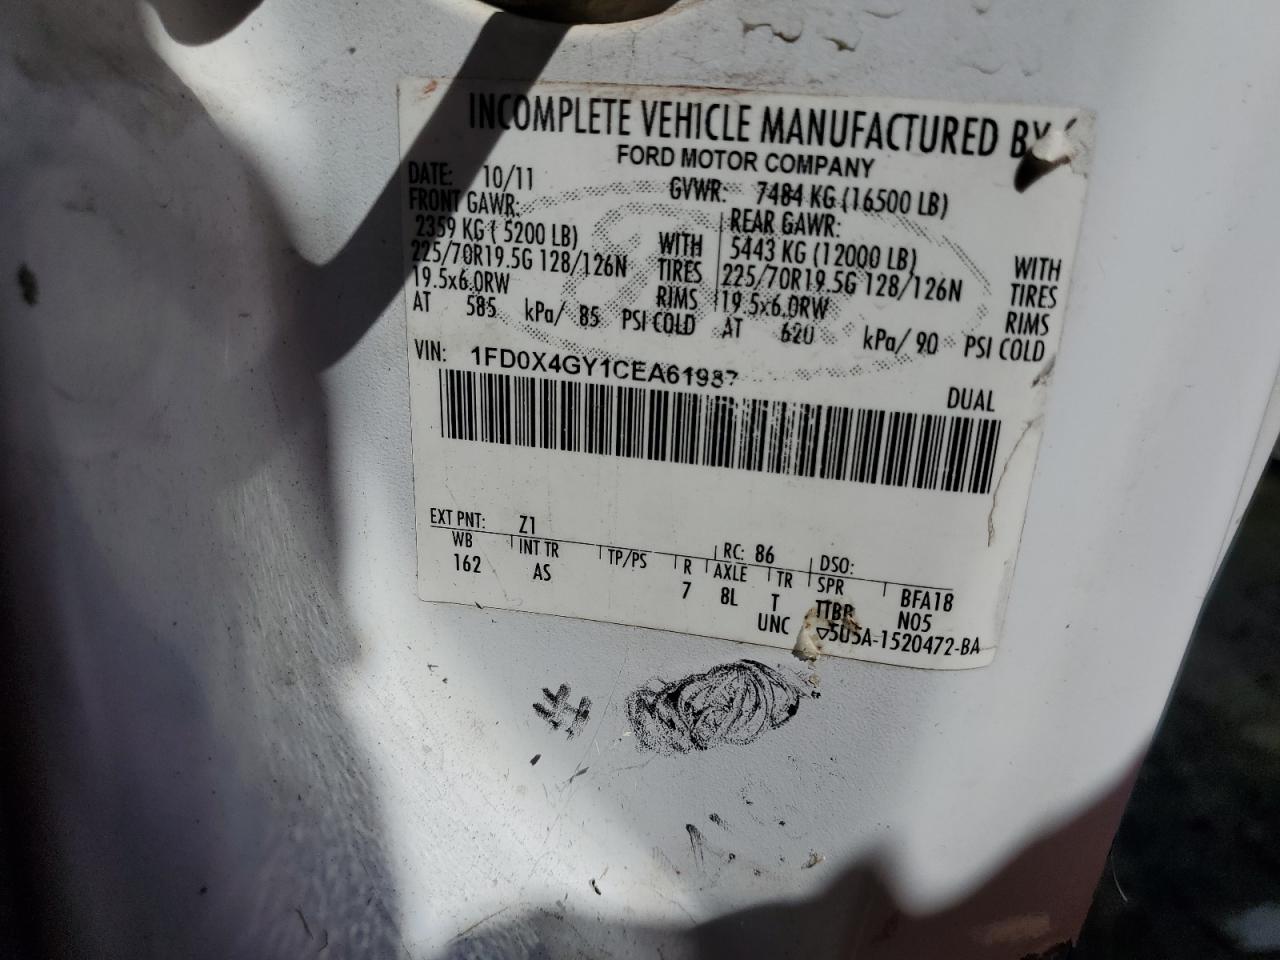 INCOMPLETE VEHICLE MANUFACTURED BY
FORD MOTOR COMPANY
DATE: 10/11 GVWR: 7484 KG (16500 LB)
FRONT GAWR: REAR GAWR:
2359 KG ( 5200 LB) WITH 5443 KG (12000 LB) WITH
225/70R19.5G 128/126N TIRES 225/70R19.5G 128/126N TIRES
19.5x6.0RW RIMS 19.5x6.0RW RIMS
AT 585 kPa/ 85 PSI COLD AT 620 kPa/ 90 PSI COLD
VIN: 1FD0X4GY1CEA61987
DUAL
EXT PNT: Z1 RC: 86 DSO:
WB INT TR TP/PS R AXLE TR SPR BFA18
162 AS 7 8L T TTBR N05
UNC ▽5U5A-1520472-BA